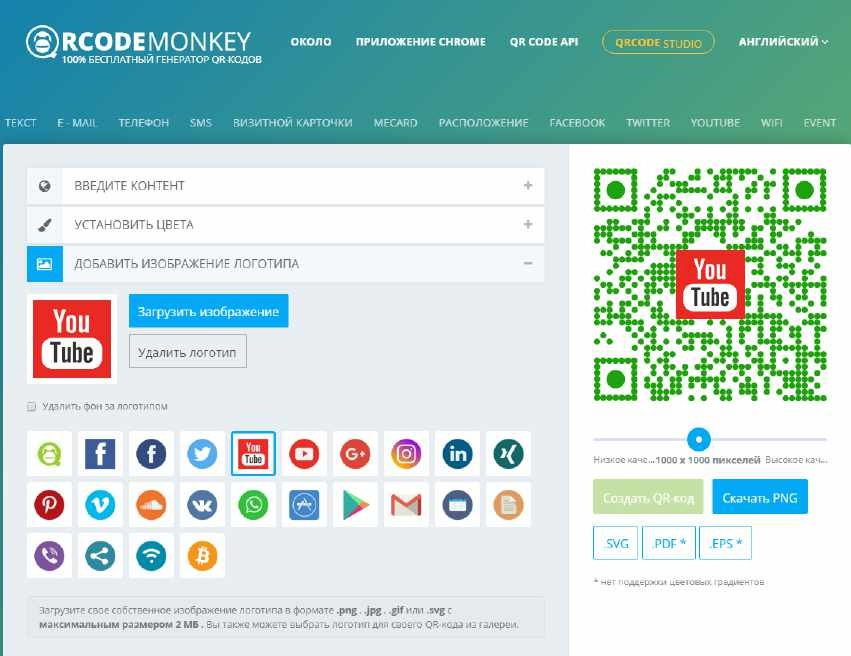 QRCODEMONKEY
100% БЕСПЛАТНЫЙ ГЕНЕРАТОР QR-КОДОВ
ОКОЛО ПРИЛОЖЕНИЕ CHROME QR CODE API QRCODE STUDIO АНГЛИЙСКИЙ
ТЕКСТ E - MAIL ТЕЛЕФОН SMS ВИЗИТНОЙ КАРТОЧКИ MECARD РАСПОЛОЖЕНИЕ FACEBOOK TWITTER YOUTUBE WIFI EVENT
ВВЕДИТЕ КОНТЕНТ
УСТАНОВИТЬ ЦВЕТА
ДОБАВИТЬ ИЗОБРАЖЕНИЕ ЛОГОТИПА
You
Tube
Загрузить изображение
Удалить логотип
Удалить фон за логотипом
You
Tube
Загрузите свое собственное изображение логотипа в формате .png , .jpg , .gif или .svg с
максимальным размером 2 МБ . Вы также можете выбрать логотип для своего QR-кода из галереи.
You
Tube
Низкое каче... 1000 x 1000 пикселей Высокое кач...
Создать QR-код Скачать PNG
.SVG .PDF * .EPS *
* нет поддержки цветовых градиентов